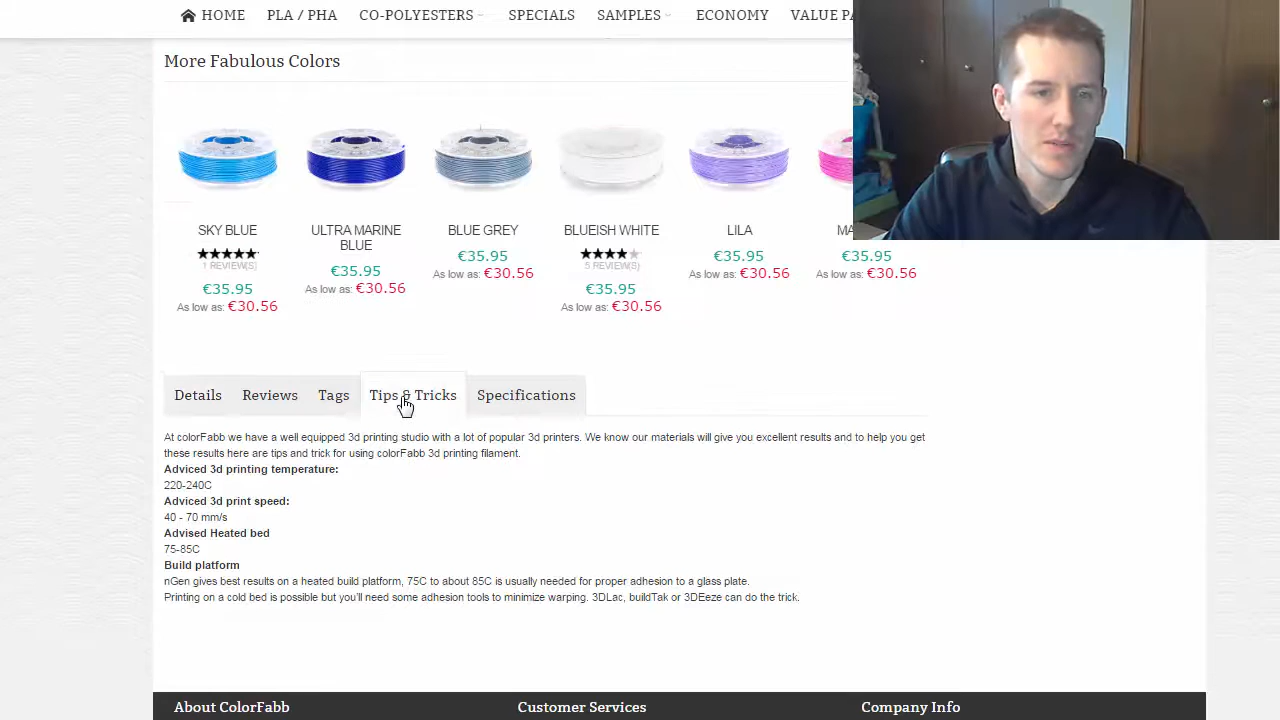 HOME PLA / PHA CO-POLYESTERS SPECIALS SAMPLES ECONOMY VALUE
More Fabulous Colors
SKY BLUE
1 REVIEW(S)
€35.95
As low as: €30.56
ULTRA MARINE
BLUE
€35.95
As low as: €30.56
BLUE GREY
€35.95
As low as: €30.56
BLUEISH WHITE
5 REVIEW(S)
€35.95
As low as: €30.56
LILA
€35.95
As low as: €30.56
€35.95
As low as: €30.56
Details Reviews Tags Tips & Tricks Specifications
At colorFabb we have a well equipped 3d printing studio with a lot of popular 3d printers. We know our materials will give you excellent results and to help you get
these results here are tips and trick for using colorFabb 3d printing filament.
Adviced 3d printing temperature:
220-240C
Adviced 3d print speed:
40 - 70 mm/s
Advised Heated bed
75-85C
Build platform
nGen gives best results on a heated build platform, 75C to about 85C is usually needed for proper adhesion to a glass plate.
Printing on a cold bed is possible but you'll need some adhesion tools to minimize warping. 3DLac, buildTak or 3DEeze can do the trick.
About ColorFabb Customer Services Company Info